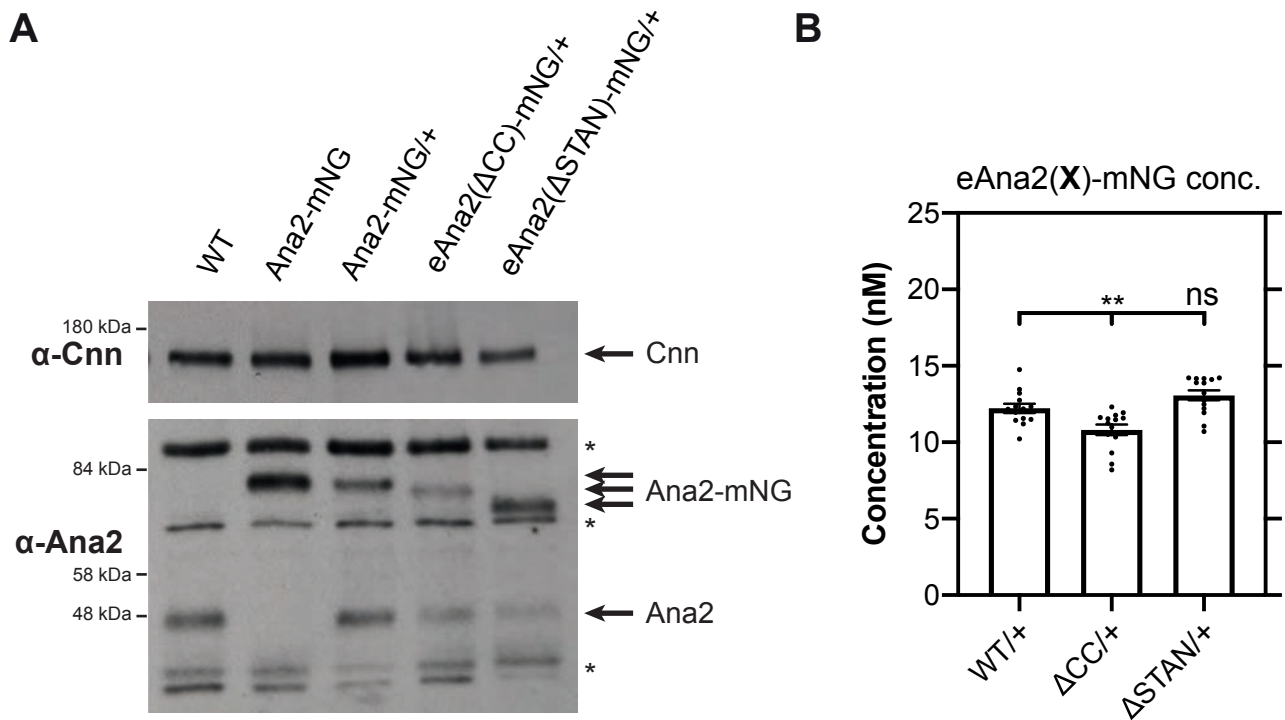 A
WT
Ana2-mNG
Ana2-mNG/+
eAna2(ΔCC)-mNG/+
eAna2(ΔSTAN)-mNG/+
180 kDa
α-Cnn
Cnn
*
84 kDa
Ana2-mNG
*
α-Ana2
58 kDa
48 kDa
Ana2
*
B
eAna2(X)-mNG conc.
Concentration (nM)
25
20
15
10
5
0
**
ns
WT/+
ΔCC/+
ΔSTAN/+